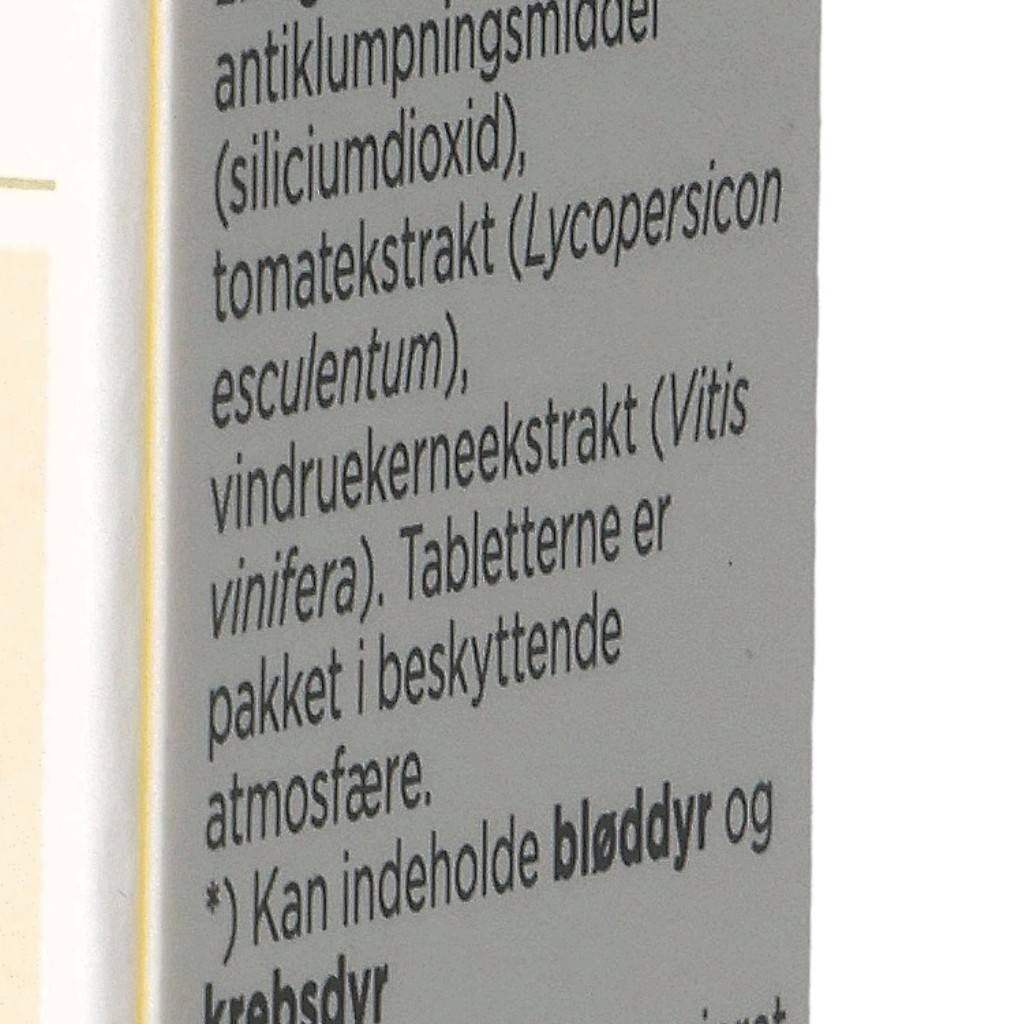 antiklumpningsmiddel
(siliciumdioxid),
tomatekstrakt (Lycopersicon
esculentum),
vindruekerneekstrakt (Vitis
vinifera). Tabletterne er
pakket i beskyttende
atmosfære.
*) Kan indeholde bløddyr og
krebsdyr